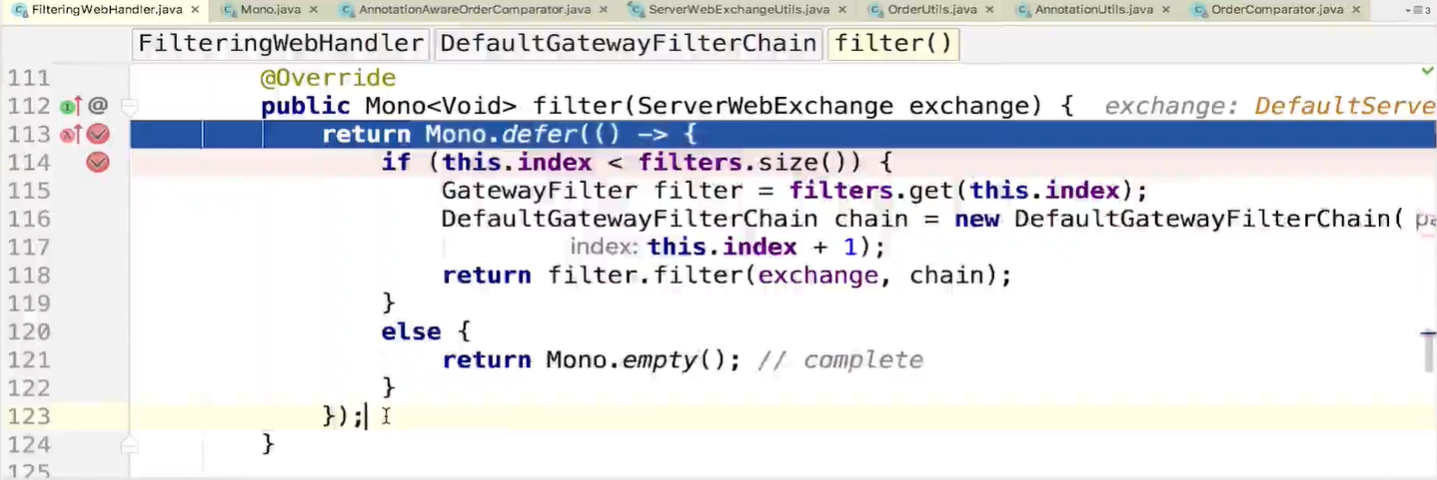 FilteringWebHandler.java × Mono.java × AnnotationAwareOrderComparator.java × ServerWebExchangeUtils.java × OrderUtils.java × AnnotationUtils.java × OrderComparator.java × 3
FilteringWebHandler DefaultGatewayFilterChain filter()
111 @Override
112 @ public Mono<Void> filter(ServerWebExchange exchange) { exchange: DefaultServe
113 return Mono.defer(() -> {
114 if (this.index < filters.size()) {
115 GatewayFilter filter = filters.get(this.index);
116 DefaultGatewayFilterChain chain = new DefaultGatewayFilterChain( pa
117 index: this.index + 1);
118 return filter.filter(exchange, chain);
119 }
120 else {
121 return Mono.empty(); // complete
122 }
123 });
124 }
125